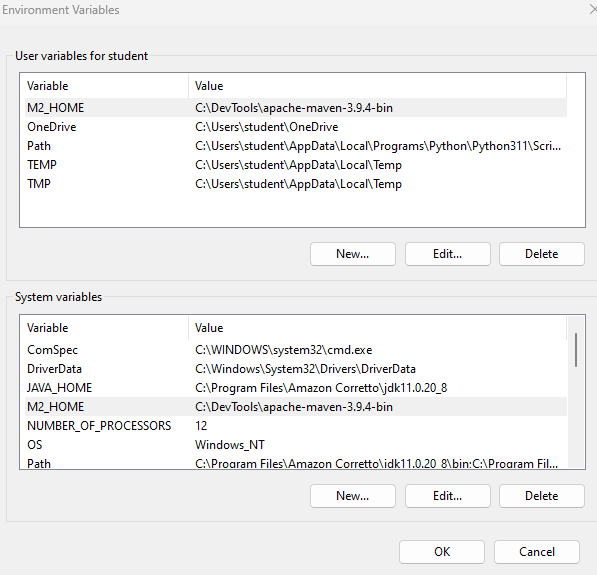 Environment Variables
User variables for student
Variable Value
M2_HOME C:\DevTools\apache-maven-3.9.4-bin
OneDrive C:\Users\student\OneDrive
Path C:\Users\student\AppData\Local\Programs\Python\Python311\Scri...
TEMP C:\Users\student\AppData\Local\Temp
TMP C:\Users\student\AppData\Local\Temp
New... Edit... Delete
System variables
Variable Value
ComSpec C:\WINDOWS\system32\cmd.exe
DriverData C:\Windows\System32\Drivers\DriverData
JAVA_HOME C:\Program Files\Amazon Corretto\jdk11.0.20_8
M2_HOME C:\DevTools\apache-maven-3.9.4-bin
NUMBER_OF_PROCESSORS 12
OS Windows_NT
Path C:\Program Files\Amazon Corretto\jdk11.0.20_8\bin;C:\Program Fil...
New... Edit... Delete
OK Cancel